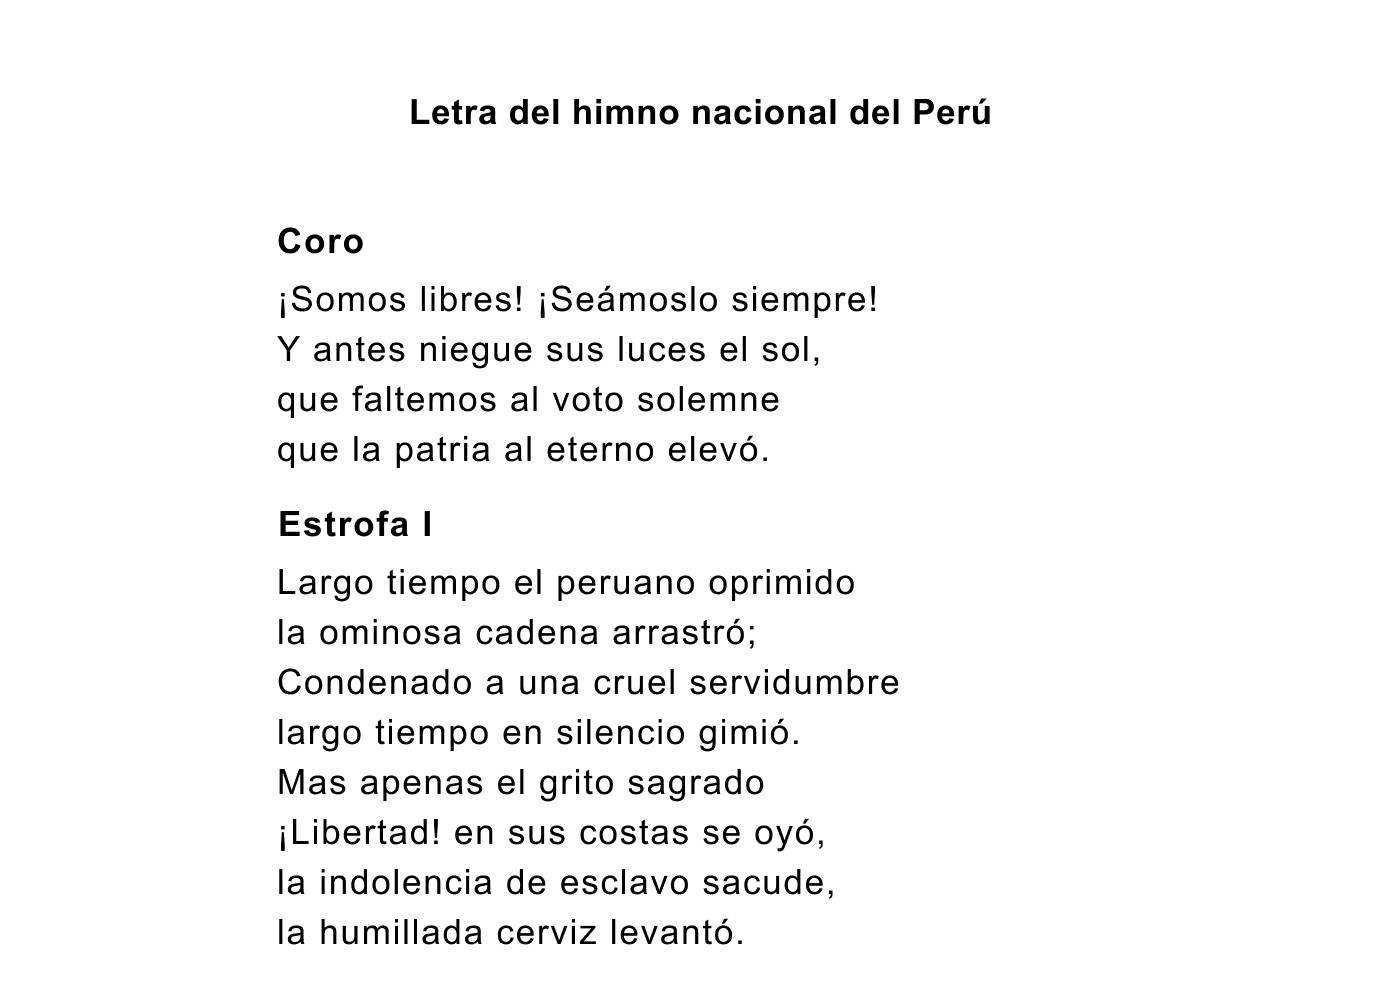 Letra del himno nacional del Perú
Coro
¡Somos libres! ¡Seámoslo siempre!
Y antes niegue sus luces el sol,
que faltemos al voto solemne
que la patria al eterno elevó.
Estrofa I
Largo tiempo el peruano oprimido
la ominosa cadena arrastró;
Condenado a una cruel servidumbre
largo tiempo en silencio gimió.
Mas apenas el grito sagrado
¡Libertad! en sus costas se oyó,
la indolencia de esclavo sacude,
la humillada cerviz levantó.